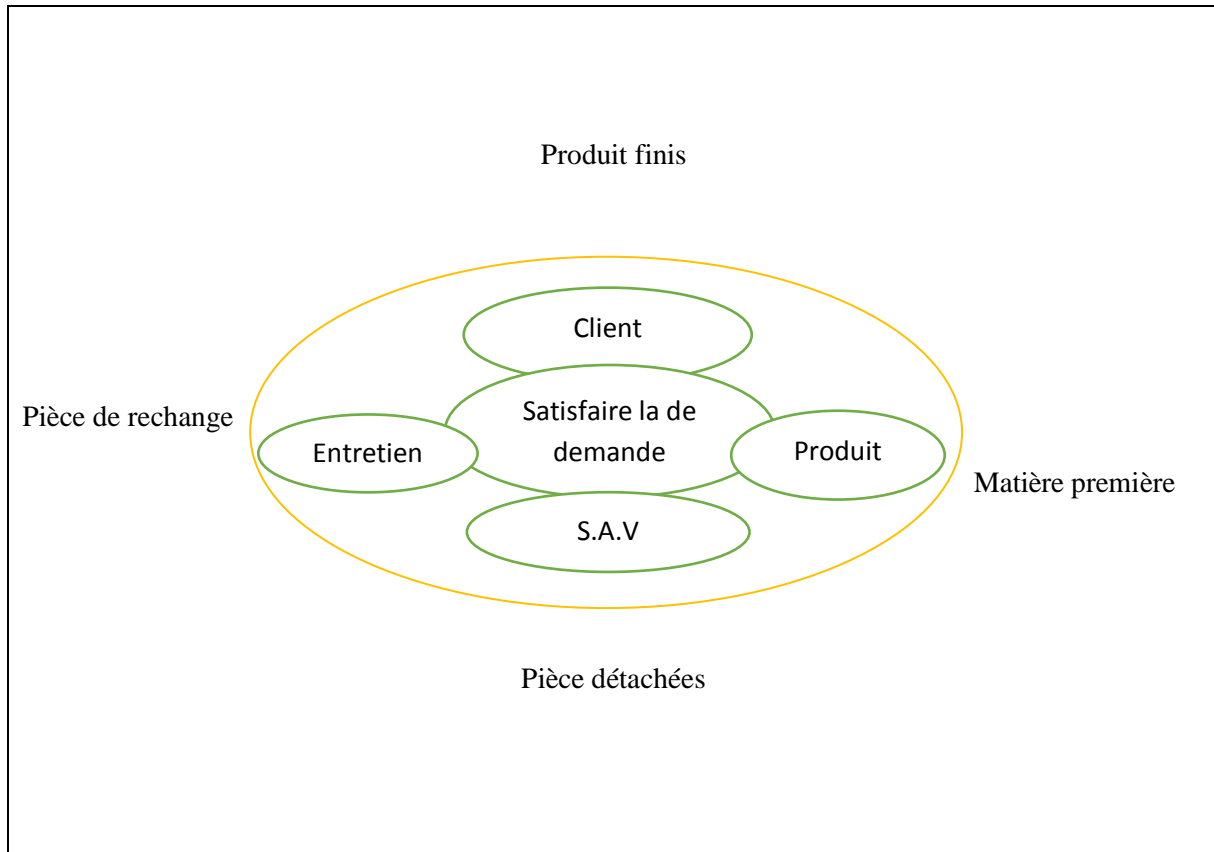 Produit finis
Client
Pièce de rechange
Satisfaire la de
demande
Entretien
Produit
Matière première
S.A.V
Pièce détachées